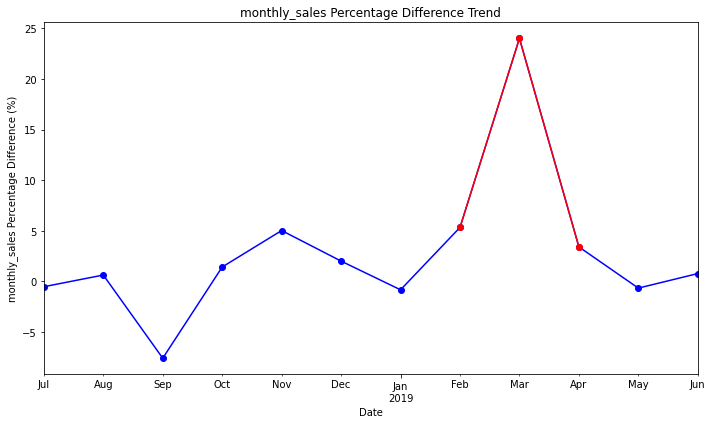 monthly_sales Percentage Difference Trend
monthly_sales Percentage Difference (%)
25
20
15
10
5
0
−5
Jul Aug Sep Oct Nov Dec Jan Feb Mar Apr May Jun
2019
Date